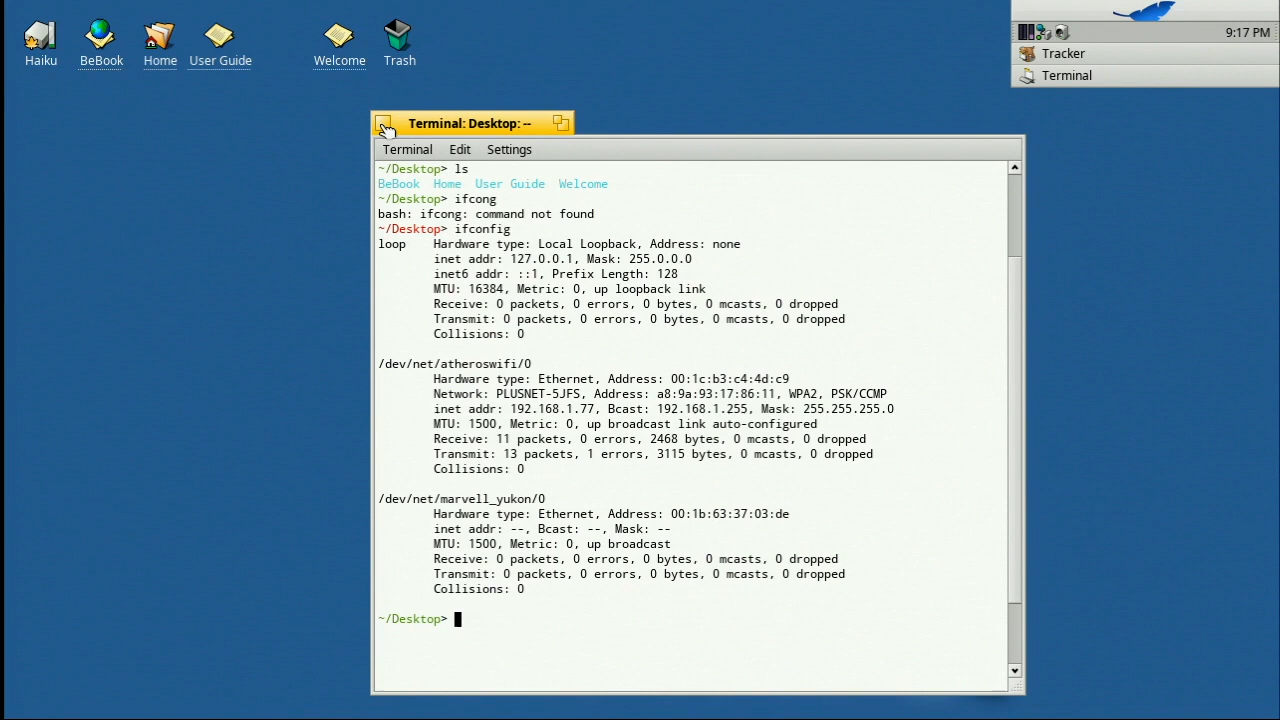 Haiku
BeBook
Home
User Guide
Welcome
Trash
9:17 PM
Tracker
Terminal
Terminal: Desktop: --
Terminal Edit Settings
~/Desktop> ls
BeBook Home User Guide Welcome
~/Desktop> ifcong
bash: ifcong: command not found
~/Desktop> ifconfig
loop Hardware type: Local Loopback, Address: none
inet addr: 127.0.0.1, Mask: 255.0.0.0
inet6 addr: ::1, Prefix Length: 128
MTU: 16384, Metric: 0, up loopback link
Receive: 0 packets, 0 errors, 0 bytes, 0 mcasts, 0 dropped
Transmit: 0 packets, 0 errors, 0 bytes, 0 mcasts, 0 dropped
Collisions: 0
/dev/net/atheroswifi/0
Hardware type: Ethernet, Address: 00:1c:b3:c4:4d:c9
Network: PLUSNET-5JFS, Address: a8:9a:93:17:86:11, WPA2, PSK/CCMP
inet addr: 192.168.1.77, Bcast: 192.168.1.255, Mask: 255.255.255.0
MTU: 1500, Metric: 0, up broadcast link auto-configured
Receive: 11 packets, 0 errors, 2468 bytes, 0 mcasts, 0 dropped
Transmit: 13 packets, 1 errors, 3115 bytes, 0 mcasts, 0 dropped
Collisions: 0
/dev/net/marvell_yukon/0
Hardware type: Ethernet, Address: 00:1b:63:37:03:de
inet addr: --, Bcast: --, Mask: --
MTU: 1500, Metric: 0, up broadcast
Receive: 0 packets, 0 errors, 0 bytes, 0 mcasts, 0 dropped
Transmit: 0 packets, 0 errors, 0 bytes, 0 mcasts, 0 dropped
Collisions: 0
~/Desktop>